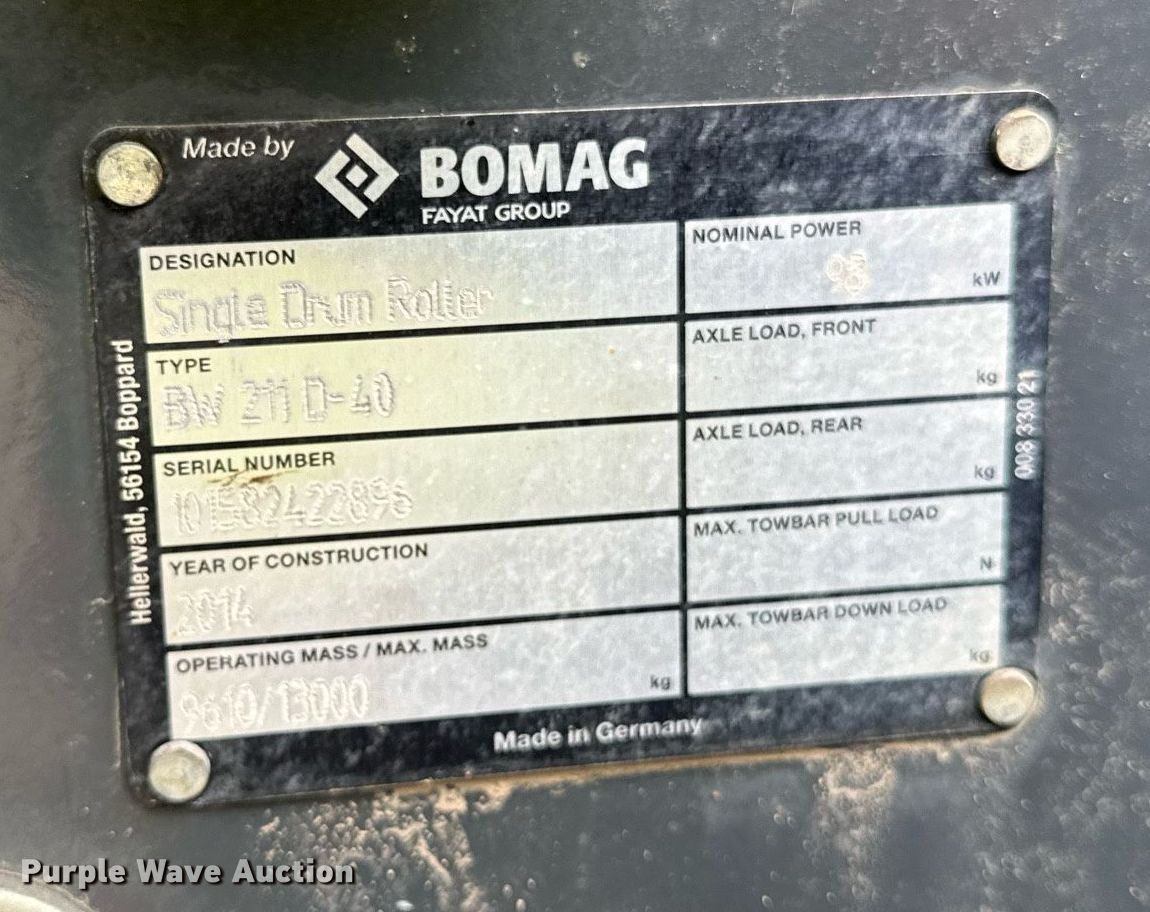 Made by
BOMAG
FAYAT GROUP
DESIGNATION
Single Drum Roller
TYPE
BW 211 D-40
SERIAL NUMBER
101582422896
YEAR OF CONSTRUCTION
2014
OPERATING MASS / MAX. MASS
9610/13000 kg
NOMINAL POWER
kW
AXLE LOAD, FRONT
kg
AXLE LOAD, REAR
kg
MAX. TOWBAR PULL LOAD
N
MAX. TOWBAR DOWN LOAD
kg
Hellerwald, 56154 Boppard
008 330 21
Made in Germany
Purple Wave Auction